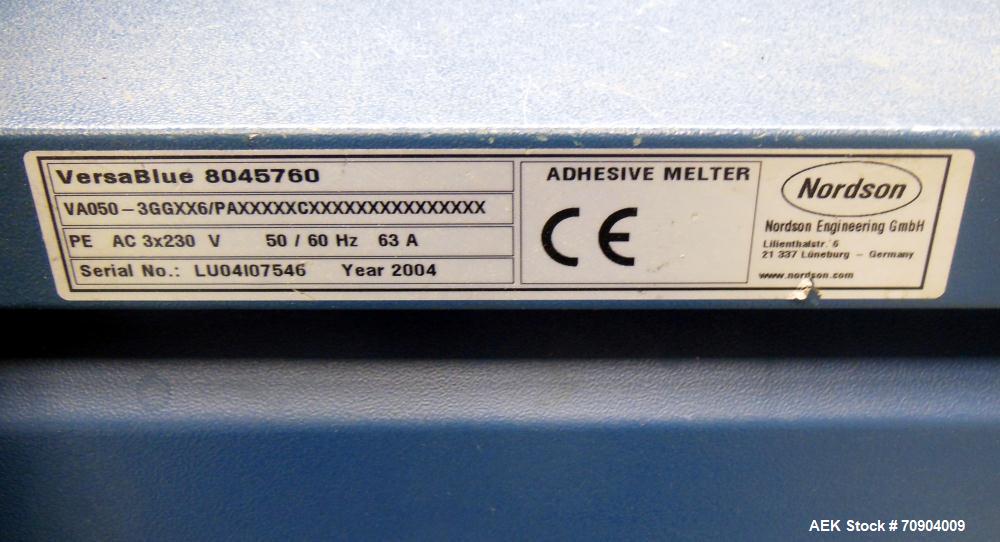 VersaBlue 8045760
VA050-3GGXX6/PAXXXXXCXXXXXXXXXXXXXXX
PE AC 3x230 V 50 / 60 Hz 63 A
Serial No.: LU04I07546 Year 2004
ADHESIVE MELTER
CE
Nordson
Nordson Engineering GmbH
Lilienthalstr. 6
21 337 Lüneburg – Germany
www.nordson.com
AEK Stock # 70904009